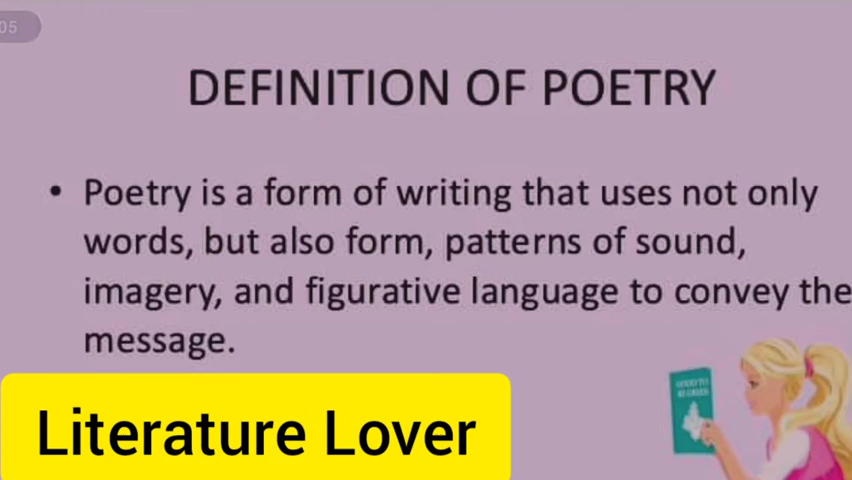 05
DEFINITION OF POETRY
• Poetry is a form of writing that uses not only
words, but also form, patterns of sound,
imagery, and figurative language to convey the
message.
Literature Lover